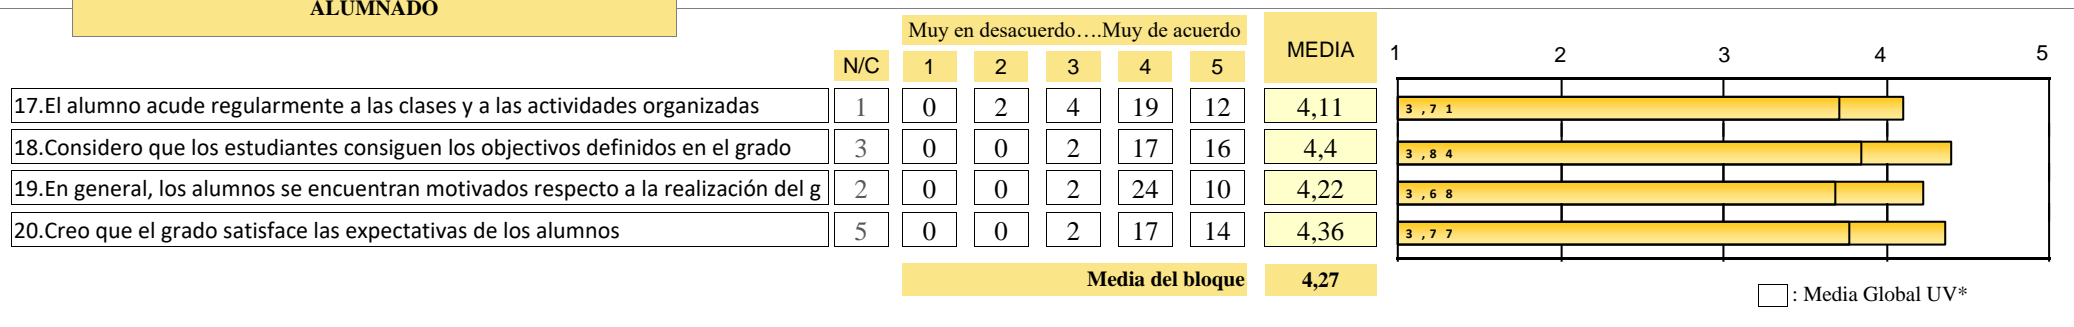 ALUMNADO
Muy en desacuerdo….Muy de acuerdo
MEDIA
N/C 1 2 3 4 5
1 2 3 4 5
17.El alumno acude regularmente a las clases y a las actividades organizadas 1 0 2 4 19 12 4,11 3,71
18.Considero que los estudiantes consiguen los objectivos definidos en el grado 3 0 0 2 17 16 4,4 3,84
19.En general, los alumnos se encuentran motivados respecto a la realización del g 2 0 0 2 24 10 4,22 3,68
20.Creo que el grado satisface las expectativas de los alumnos 5 0 0 2 17 14 4,36 3,77
Media del bloque 4,27
: Media Global UV*